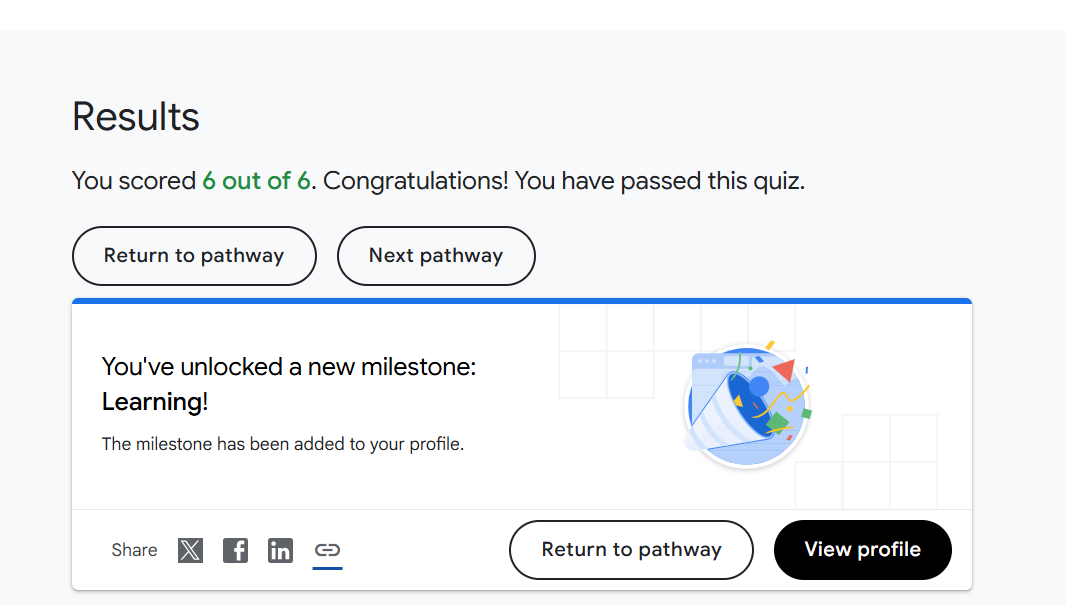 Results
You scored 6 out of 6. Congratulations! You have passed this quiz.
Return to pathway
Next pathway
You've unlocked a new milestone:
Learning!
The milestone has been added to your profile.
Share
Return to pathway
View profile